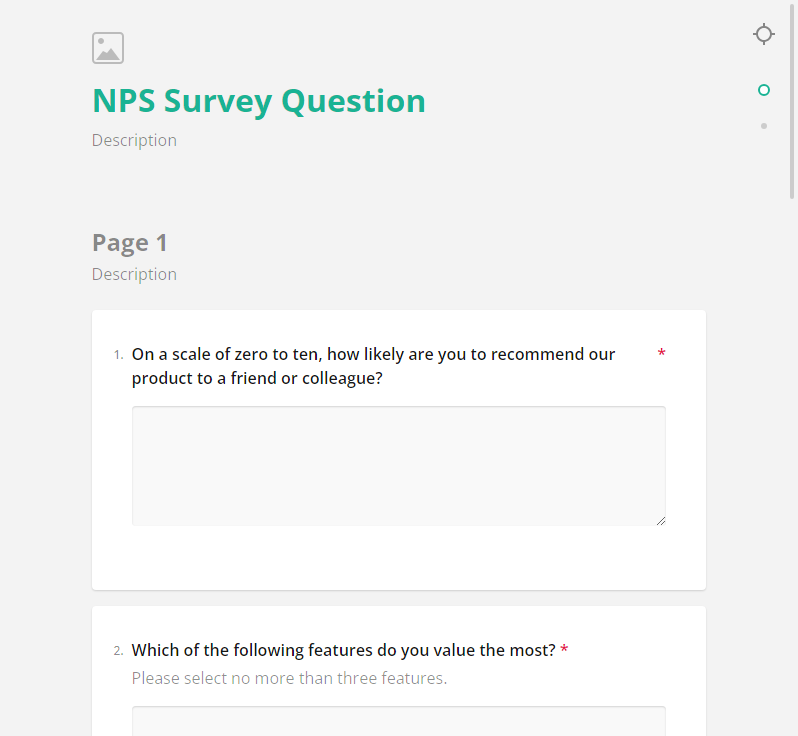 NPS Survey Question
Description
Page 1
Description
1. On a scale of zero to ten, how likely are you to recommend our *
product to a friend or colleague?
2. Which of the following features do you value the most? *
Please select no more than three features.